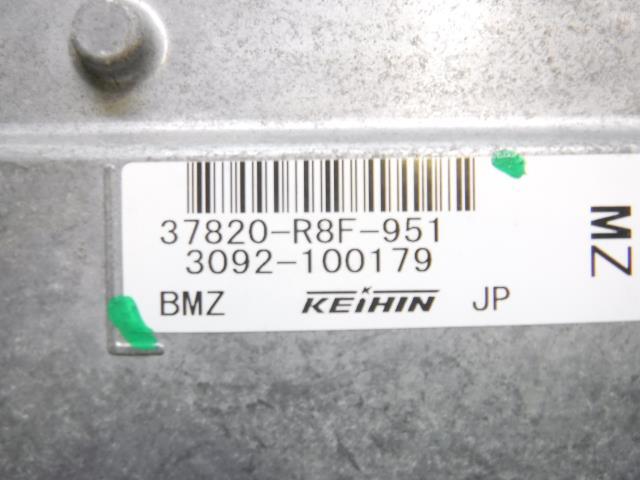 37820-R8F-951
3092-100179
BMZ KEIHIN JP
MZ